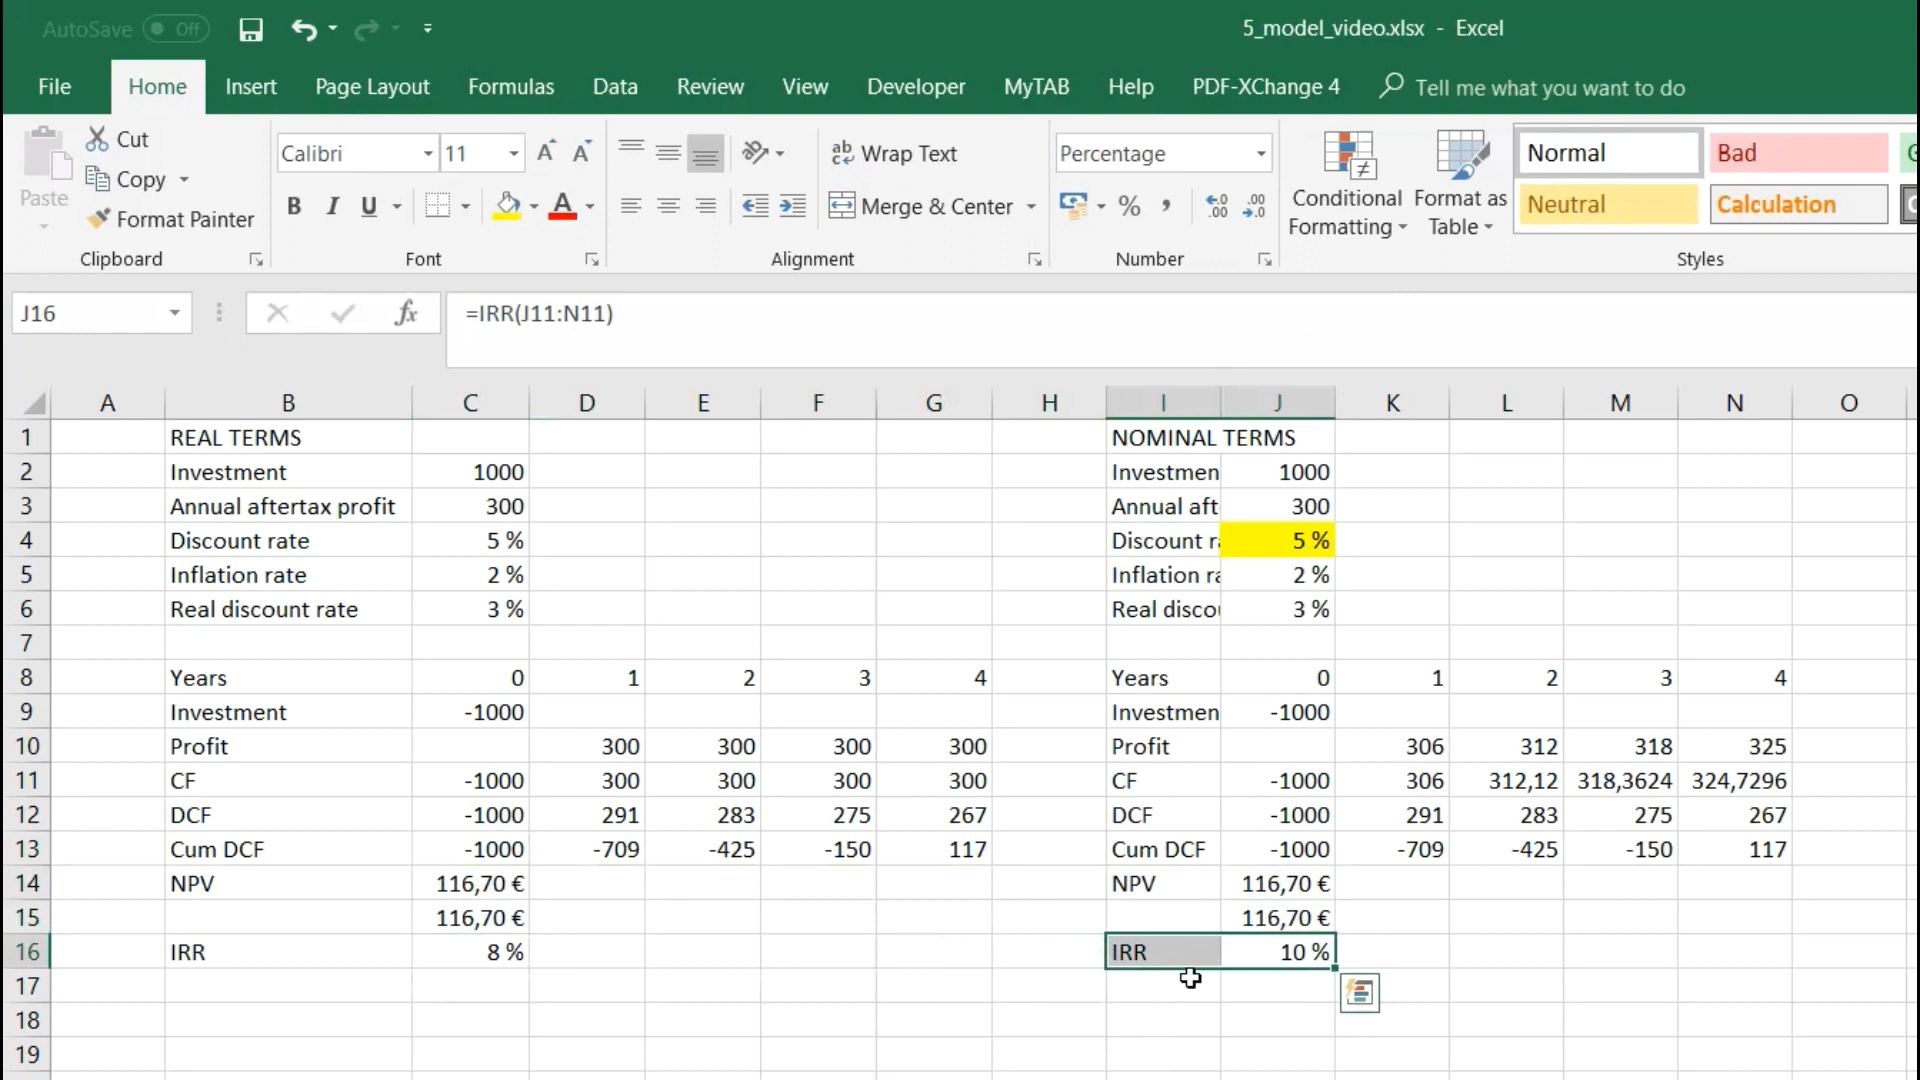 AutoSave Off
5_model_video.xlsx - Excel
File Home Insert Page Layout Formulas Data Review View Developer MyTAB Help PDF-XChange 4 Tell me what you want to do
Paste
Cut
Copy
Format Painter
Clipboard
Calibri 11
B I U A
Font
ab Wrap Text
Merge & Center
Alignment
Percentage
%
Number
Conditional Formatting
Format as Table
Normal Bad
Neutral Calculation
Styles
J16 fx =IRR(J11:N11)
A B C D E F G H I J K L M N O
1 REAL TERMS NOMINAL TERMS
2 Investment 1000 Investmen 1000
3 Annual aftertax profit 300 Annual aft 300
4 Discount rate 5 % Discount r 5 %
5 Inflation rate 2 % Inflation ra 2 %
6 Real discount rate 3 % Real disco 3 %
7
8 Years 0 1 2 3 4 Years 0 1 2 3 4
9 Investment -1000 Investmen -1000
10 Profit 300 300 300 300 Profit 306 312 318 325
11 CF -1000 300 300 300 300 CF -1000 306 312,12 318,3624 324,7296
12 DCF -1000 291 283 275 267 DCF -1000 291 283 275 267
13 Cum DCF -1000 -709 -425 -150 117 Cum DCF -1000 -709 -425 -150 117
14 NPV 116,70 € NPV 116,70 €
15 116,70 € 116,70 €
16 IRR 8 % IRR 10 %
17
18
19